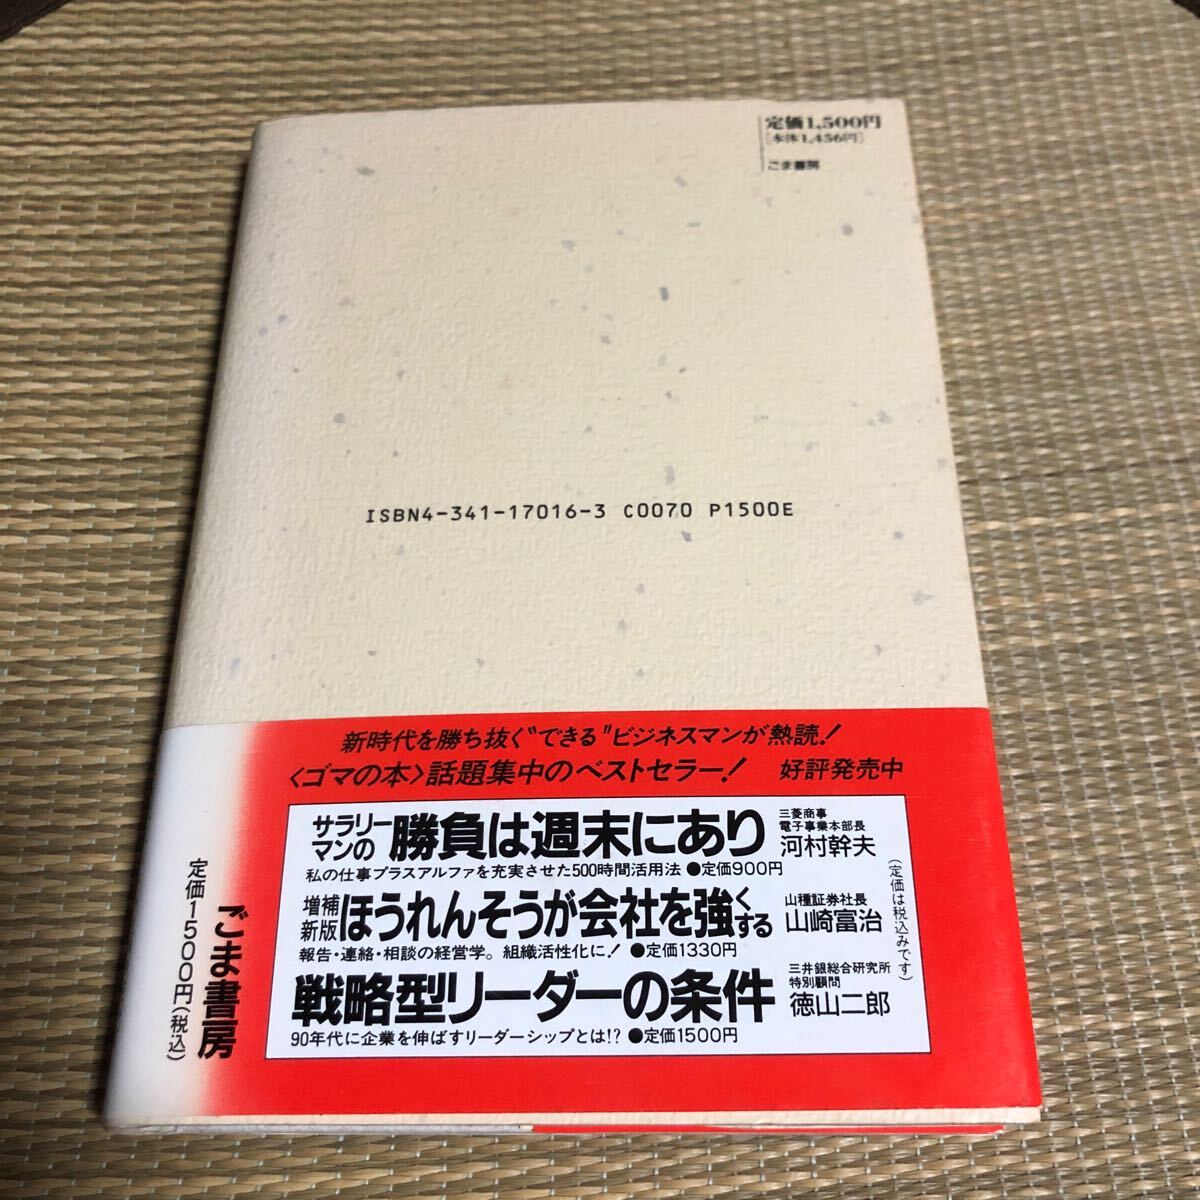 定価1,500円
[本体1,456円]
ごま書房
ISBN4-341-17016-3 C0070 P1500E
新時代を勝ち抜く“できる”ビジネスマンが熱読！
〈ゴマの本〉話題集中のベストセラー！ 好評発売中
サラリーマンの 勝負は週末にあり 三菱商事 電子事業本部長 河村幹夫
私の仕事プラスアルファを充実させた500時間活用法 ●定価900円
増補新版 ほうれんそうが会社を強くする 山種証券社長 山崎富治
報告・連絡・相談の経営学。組織活性化に！ ●定価1330円
戦略型リーダーの条件 三井銀総合研究所 特別顧問 徳山二郎
90年代に企業を伸ばすリーダーシップとは!? ●定価1500円
(定価は税込みです)
ごま書房
定価1500円(税込)